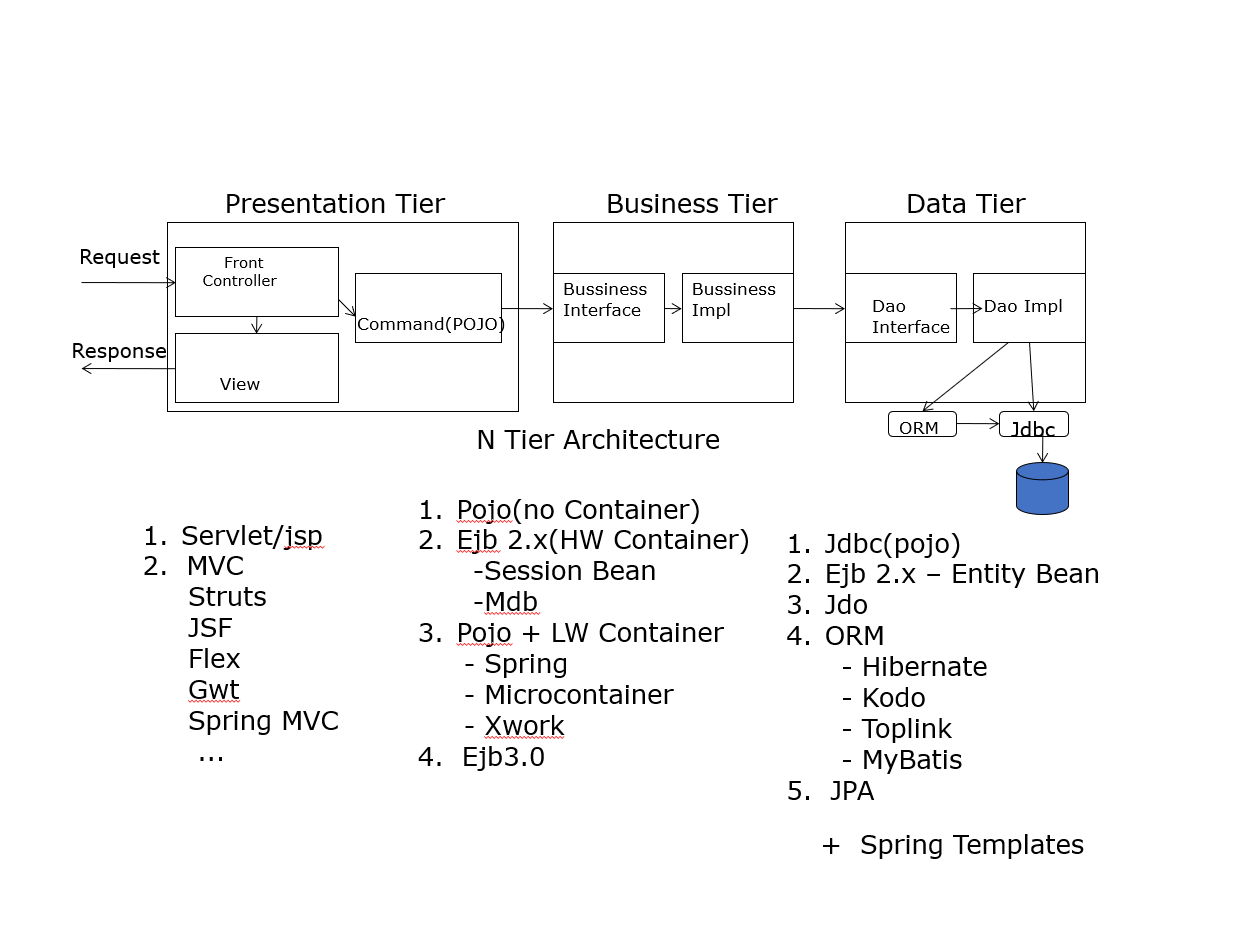 Presentation Tier
Business Tier
Data Tier
Request
Front
Controller
Command(POJO)
Response
View
Bussiness
Interface
Bussiness
Impl
Dao
Interface
Dao Impl
ORM
Jdbc
N Tier Architecture
1. Servlet/jsp
2. MVC
Struts
JSF
Flex
Gwt
Spring MVC
...
1. Pojo(no Container)
2. Ejb 2.x(HW Container)
-Session Bean
-Mdb
3. Pojo + LW Container
- Spring
- Microcontainer
- Xwork
4. Ejb3.0
1. Jdbc(pojo)
2. Ejb 2.x – Entity Bean
3. Jdo
4. ORM
- Hibernate
- Kodo
- Toplink
- MyBatis
5. JPA
+ Spring Templates